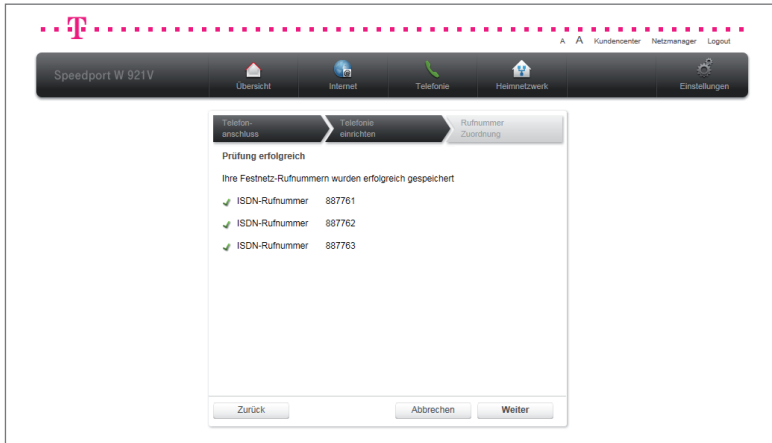 T
A A Kundencenter Netzmanager Logout
Speedport W 921V
Übersicht
Internet
Telefonie
Heimnetzwerk
Einstellungen
Telefon-
anschluss
Telefonie
einrichten
Rufnummer
Zuordnung
Prüfung erfolgreich
Ihre Festnetz-Rufnummern wurden erfolgreich gespeichert
ISDN-Rufnummer 887761
ISDN-Rufnummer 887762
ISDN-Rufnummer 887763
Zurück Abbrechen Weiter